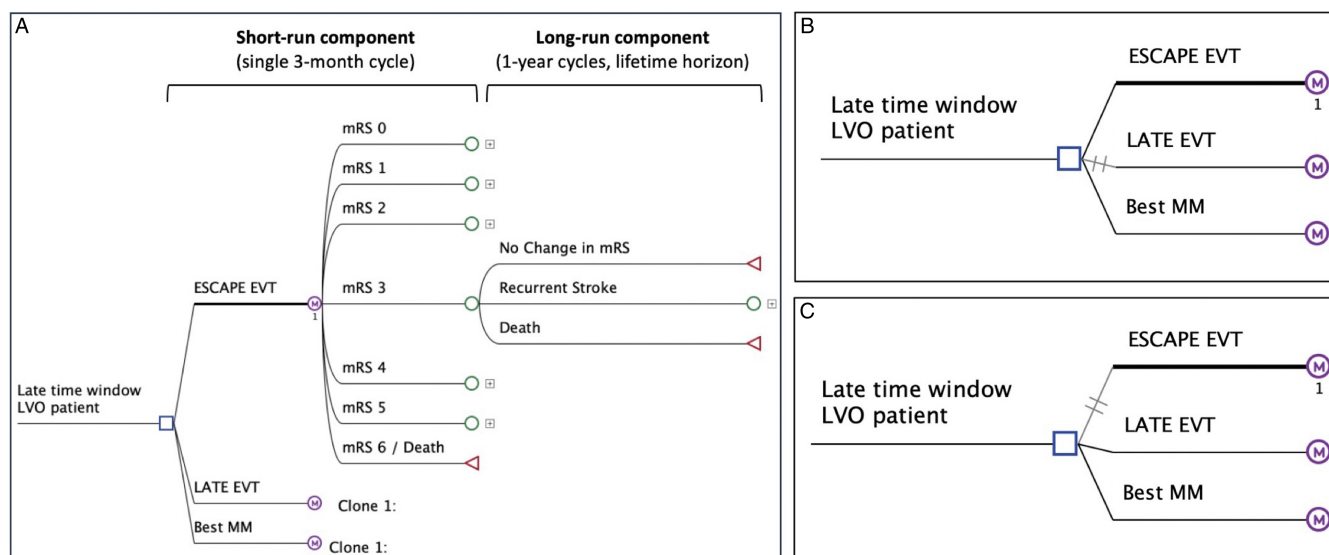 A
Short-run component
(single 3-month cycle)
Long-run component
(1-year cycles, lifetime horizon)
mRS 0
mRS 1
mRS 2
ESCAPE EVT
M
1
mRS 3
No Change in mRS
Recurrent Stroke
Death
mRS 4
Late time window
LVO patient
mRS 5
mRS 6 / Death
LATE EVT
M
Clone 1:
Best MM
M
Clone 1:
B
ESCAPE EVT
M
1
Late time window
LVO patient
LATE EVT
M
Best MM
M
C
ESCAPE EVT
M
1
Late time window
LVO patient
LATE EVT
M
Best MM
M